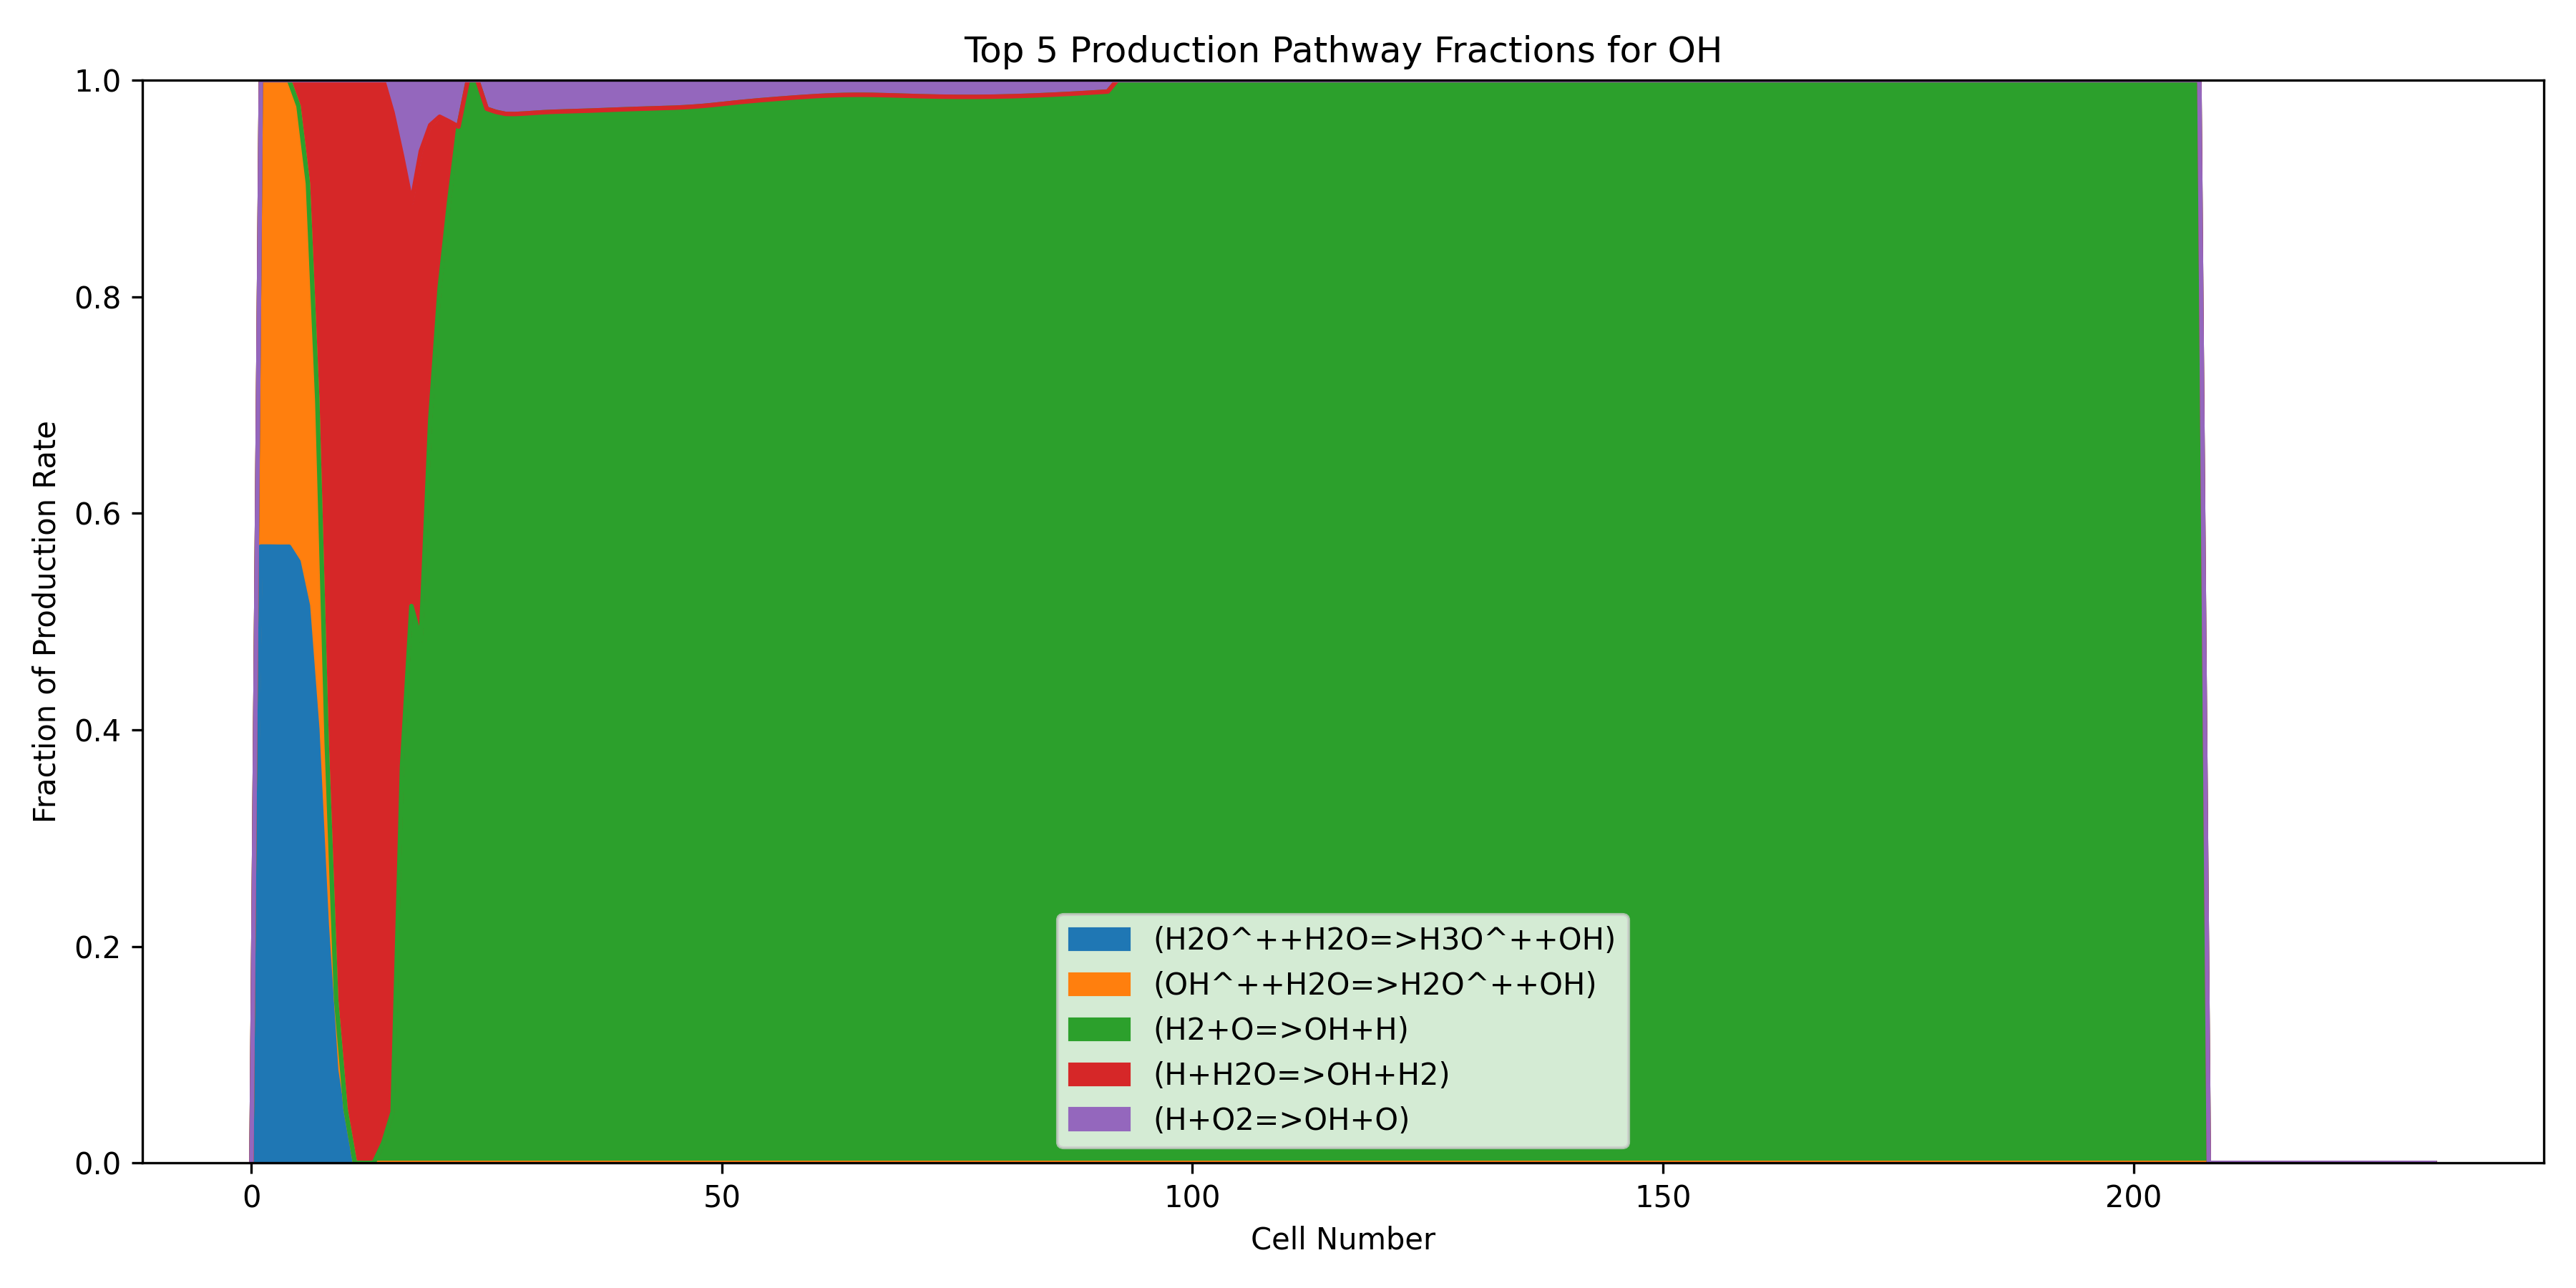 Top 5 Production Pathway Fractions for OH
Fraction of Production Rate
1.0
0.8
0.6
0.4
0.2
0.0
(H2O^++H2O=>H3O^++OH)
(OH^++H2O=>H2O^++OH)
(H2+O=>OH+H)
(H+H2O=>OH+H2)
(H+O2=>OH+O)
0 50 100 150 200
Cell Number